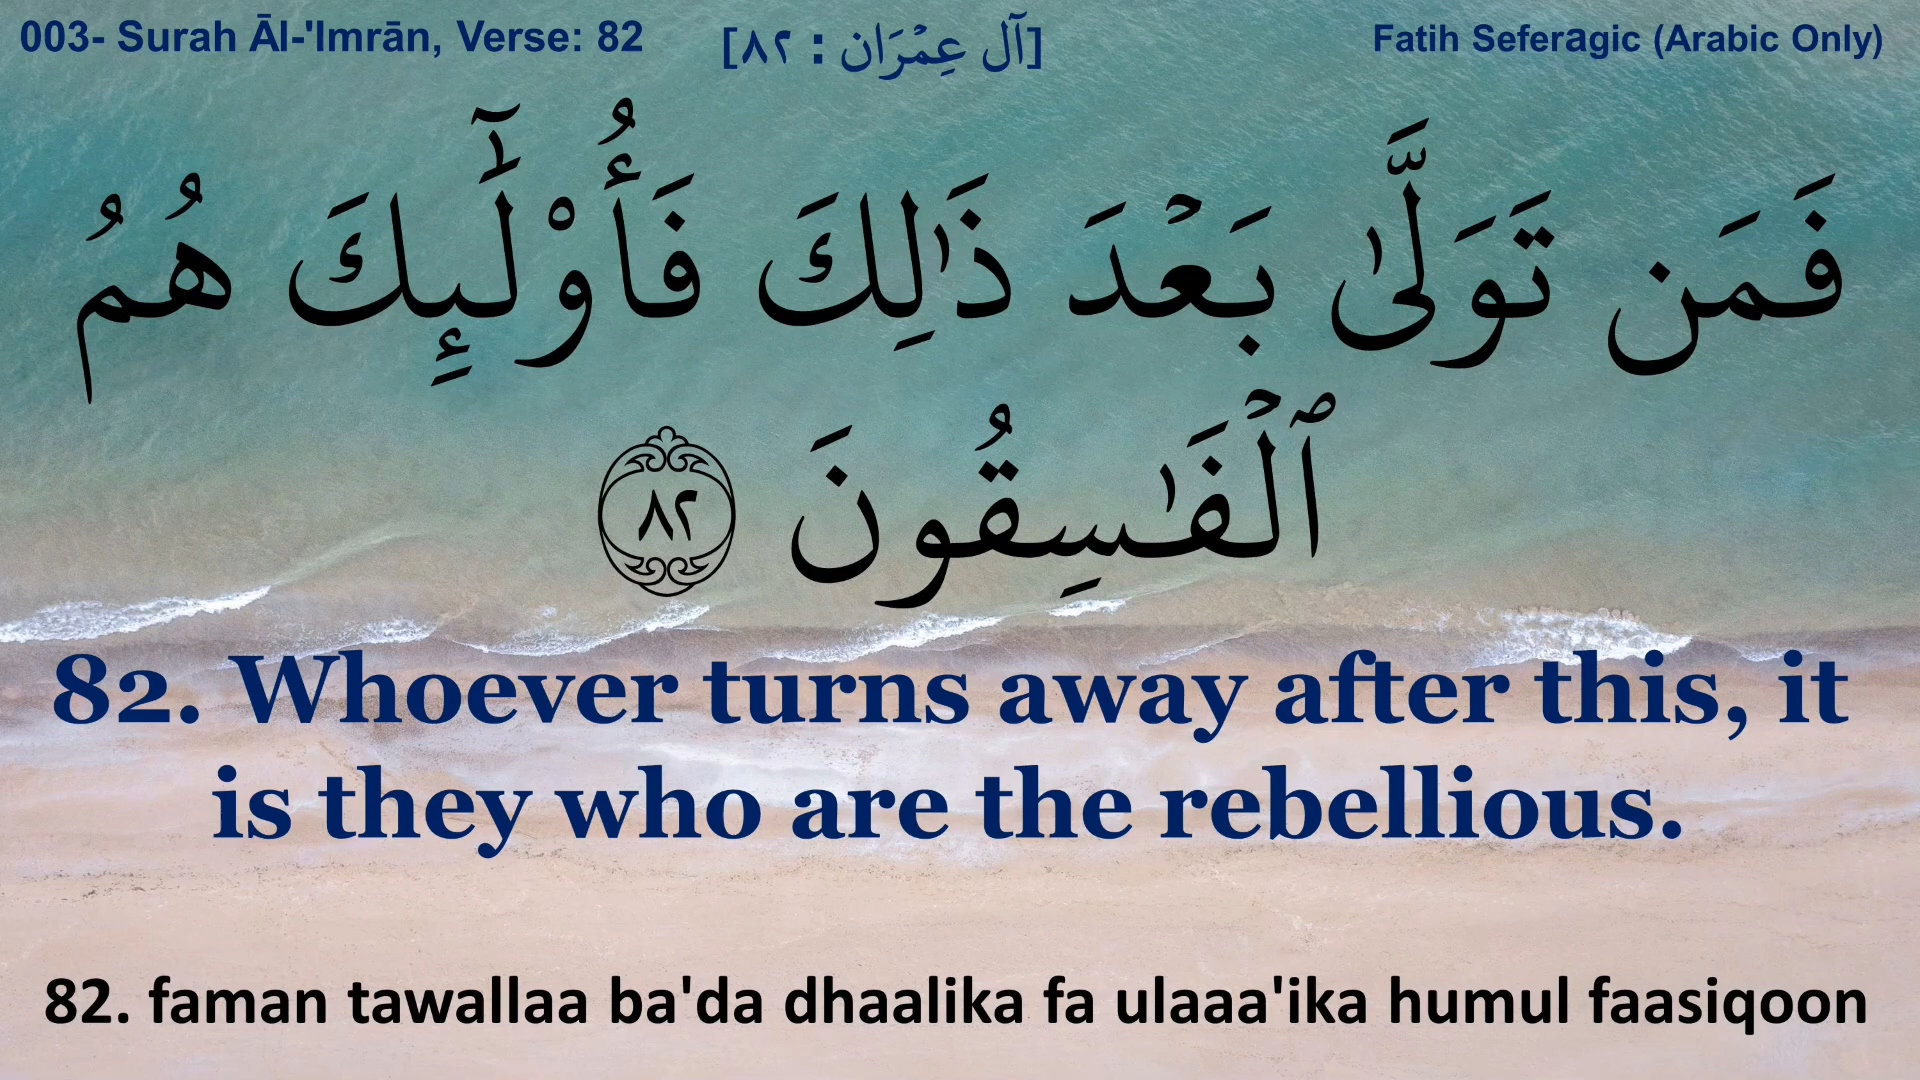 003- Surah Āl-'Imrān, Verse: 82
[آل عِمْرَان : ٨٢]
Fatih Seferagic (Arabic Only)
فَمَن تَوَلَّىٰ بَعْدَ ذَٰلِكَ فَأُو۟لَٰٓئِكَ هُمُ
ٱلْفَٰسِقُونَ ٨٢
82. Whoever turns away after this, it
is they who are the rebellious.
82. faman tawallaa ba'da dhaalika fa ulaaa'ika humul faasiqoon